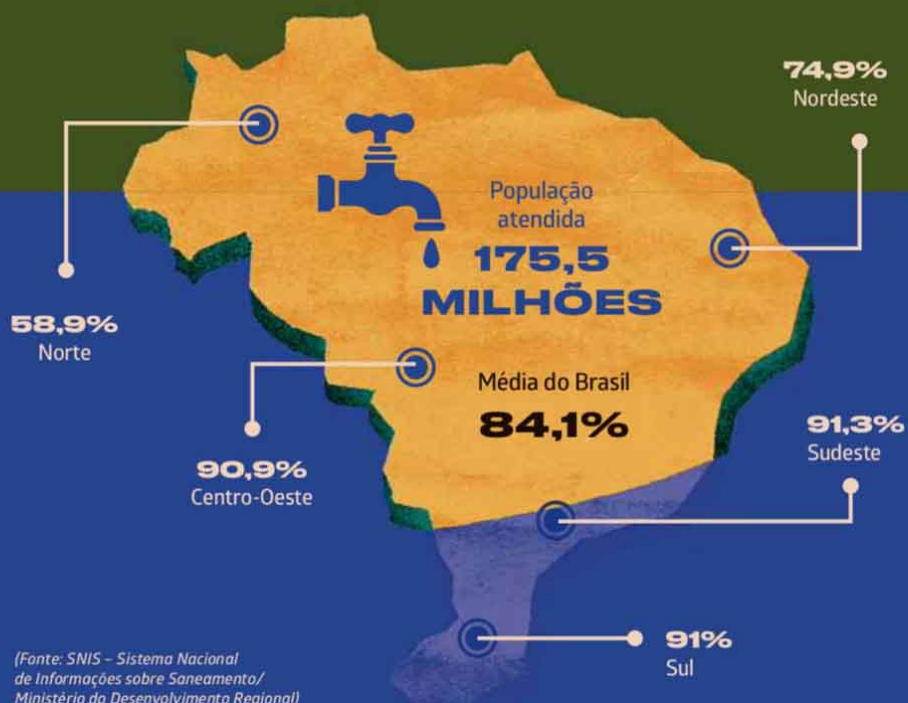 74,9%
Nordeste
População
atendida
175,5
MILHÕES
58,9%
Norte
Média do Brasil
84,1%
91,3%
Sudeste
90,9%
Centro-Oeste
91%
Sul
(Fonte: SNIS – Sistema Nacional
de Informações sobre Saneamento/
Ministério do Desenvolvimento Regional)